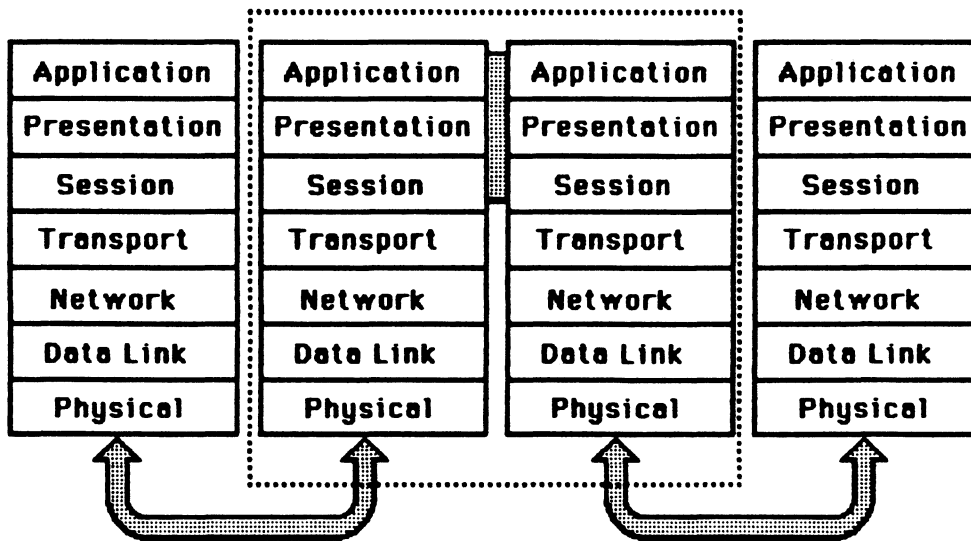 Application
Presentation
Session
Transport
Network
Data Link
Physical
Application
Presentation
Session
Transport
Network
Data Link
Physical
Application
Presentation
Session
Transport
Network
Data Link
Physical
Application
Presentation
Session
Transport
Network
Data Link
Physical